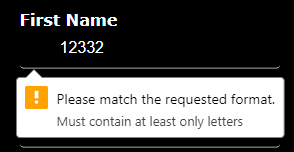 First Name
12332
Please match the requested format.
Must contain at least only letters